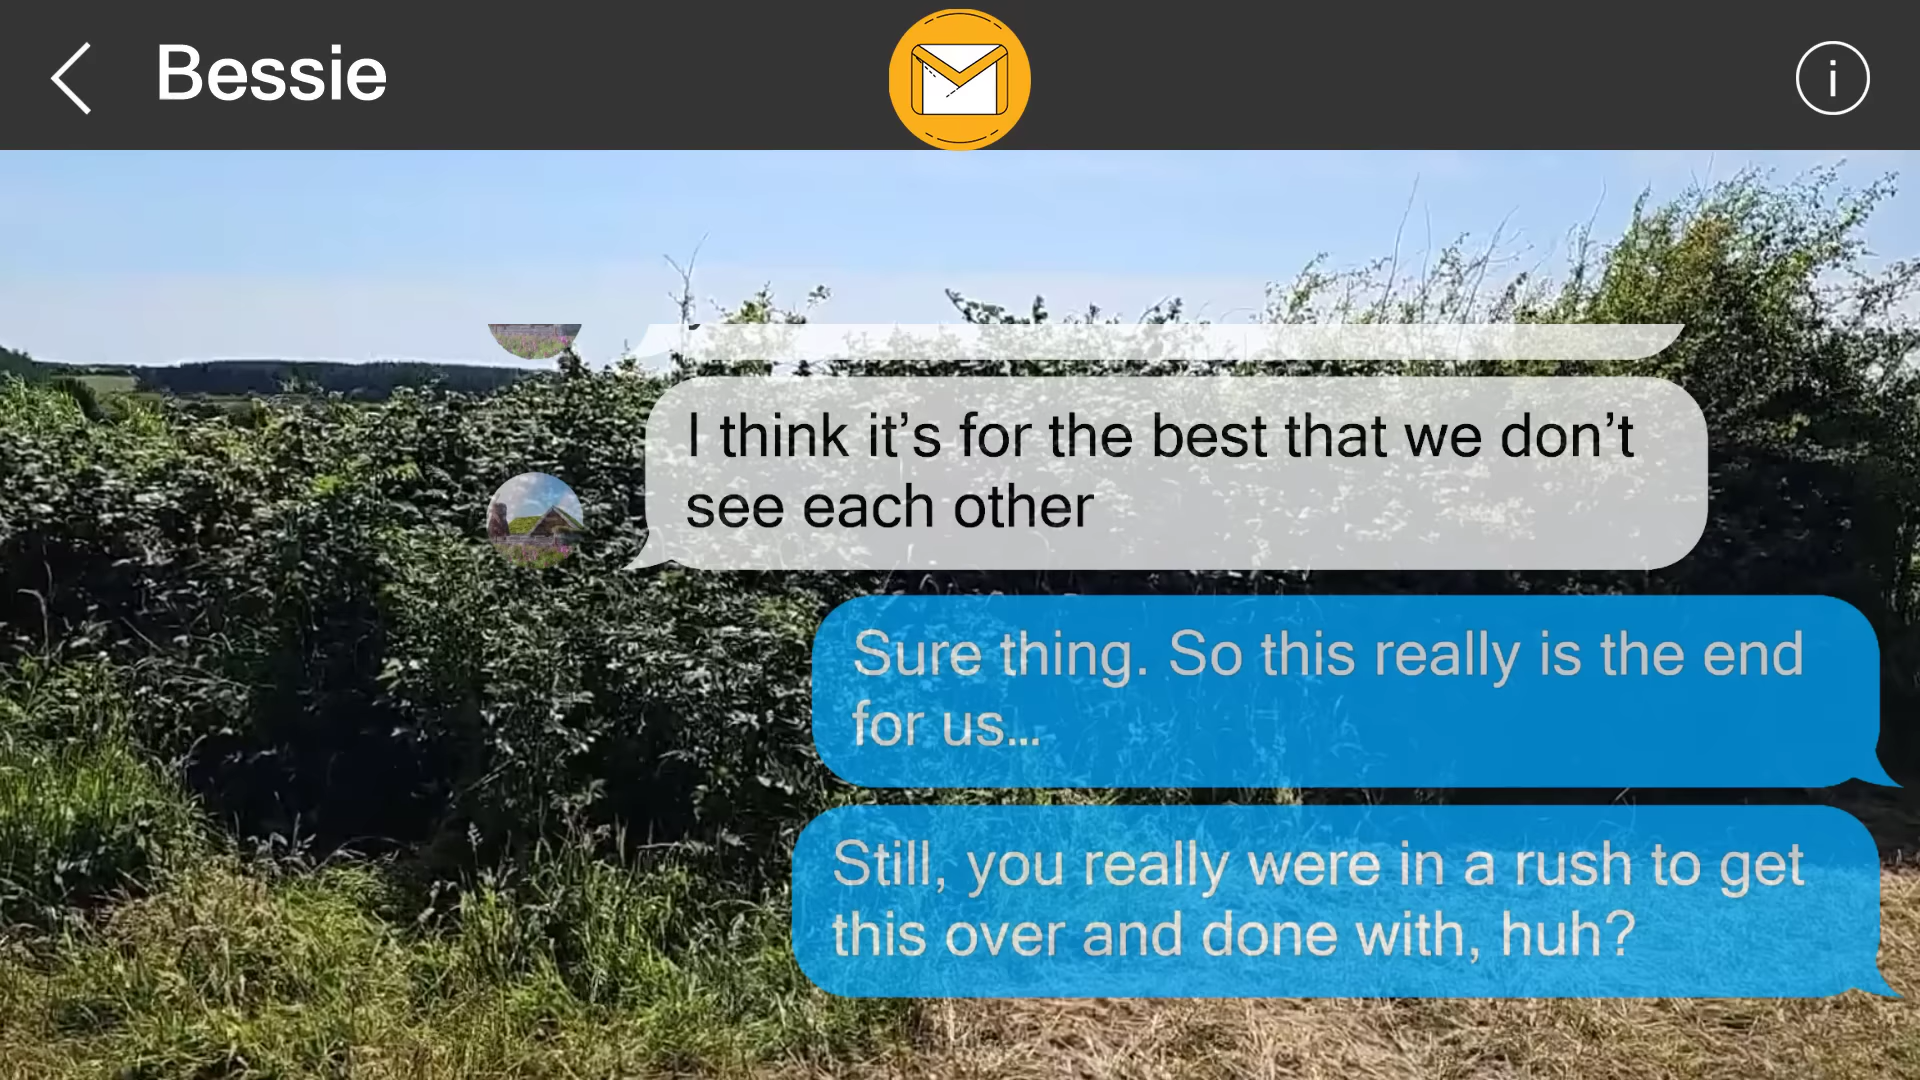 Bessie
i
I think it’s for the best that we don’t
see each other
Sure thing. So this really is the end
for us...
Still, you really were in a rush to get
this over and done with, huh?